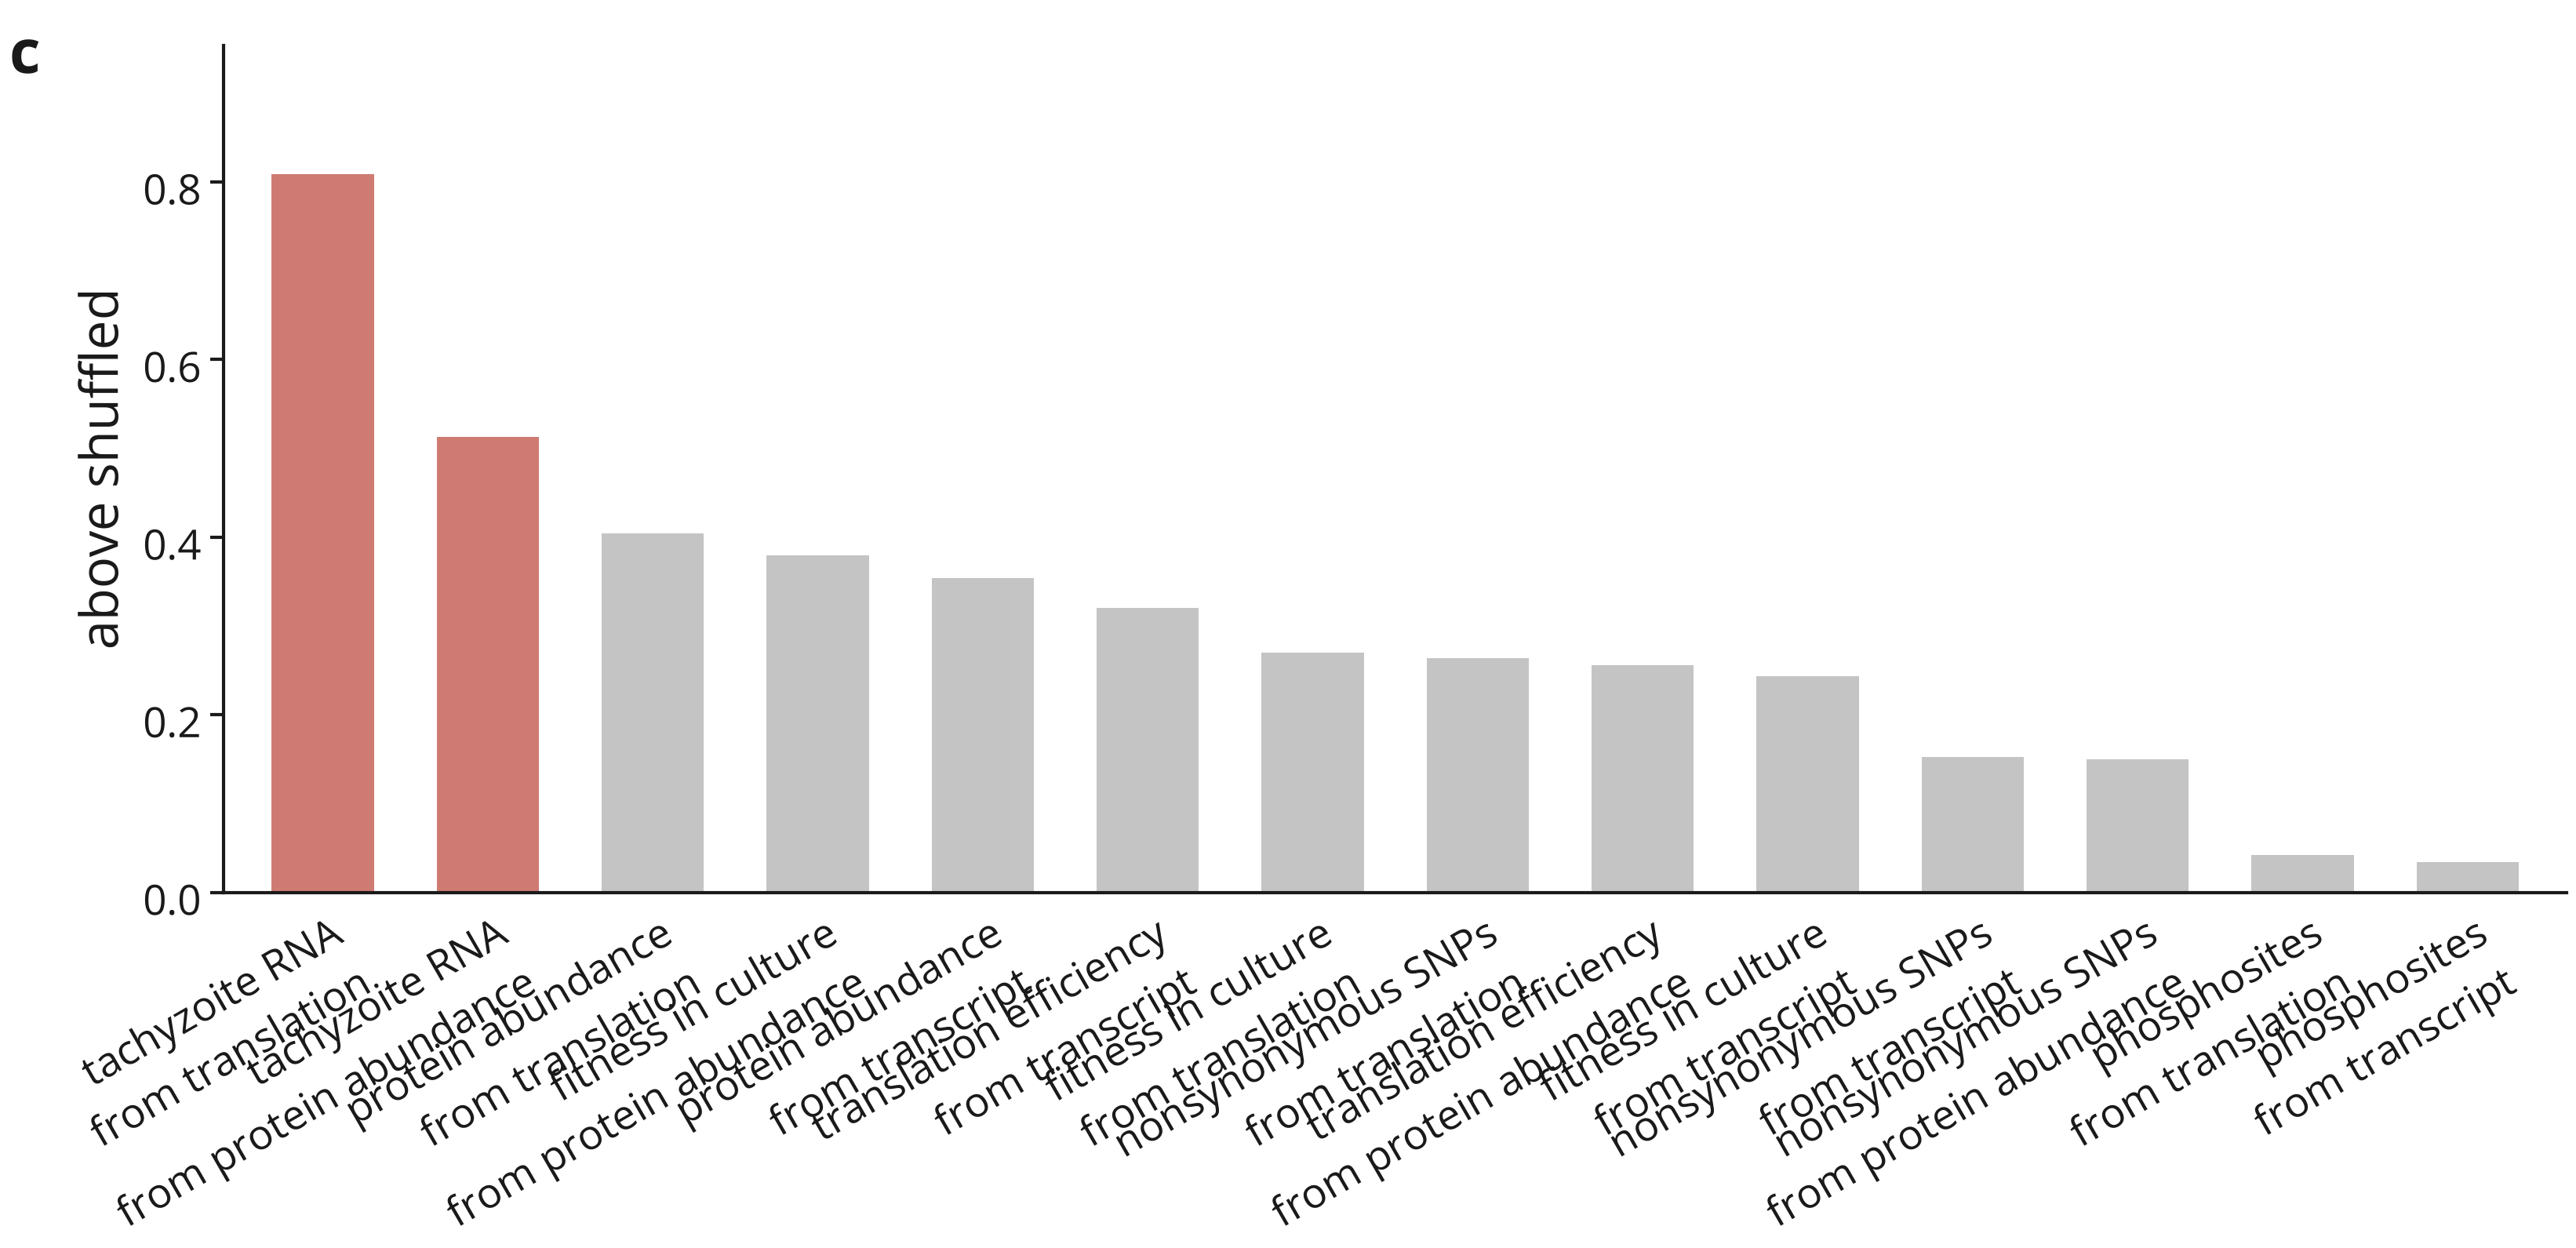 c
above shuffled
0.8
0.6
0.4
0.2
0.0
tachyzoite RNA
from translation
tachyzoite RNA
from protein abundance
protein abundance
from translation
fitness in culture
from protein abundance
protein abundance
from transcript
translation efficiency
from transcript
fitness in culture
from translation
nonsynonymous SNPs
from translation
translation efficiency
from protein abundance
fitness in culture
from transcript
nonsynonymous SNPs
from transcript
nonsynonymous SNPs
from protein abundance
phosphosites
from translation
phosphosites
from transcript